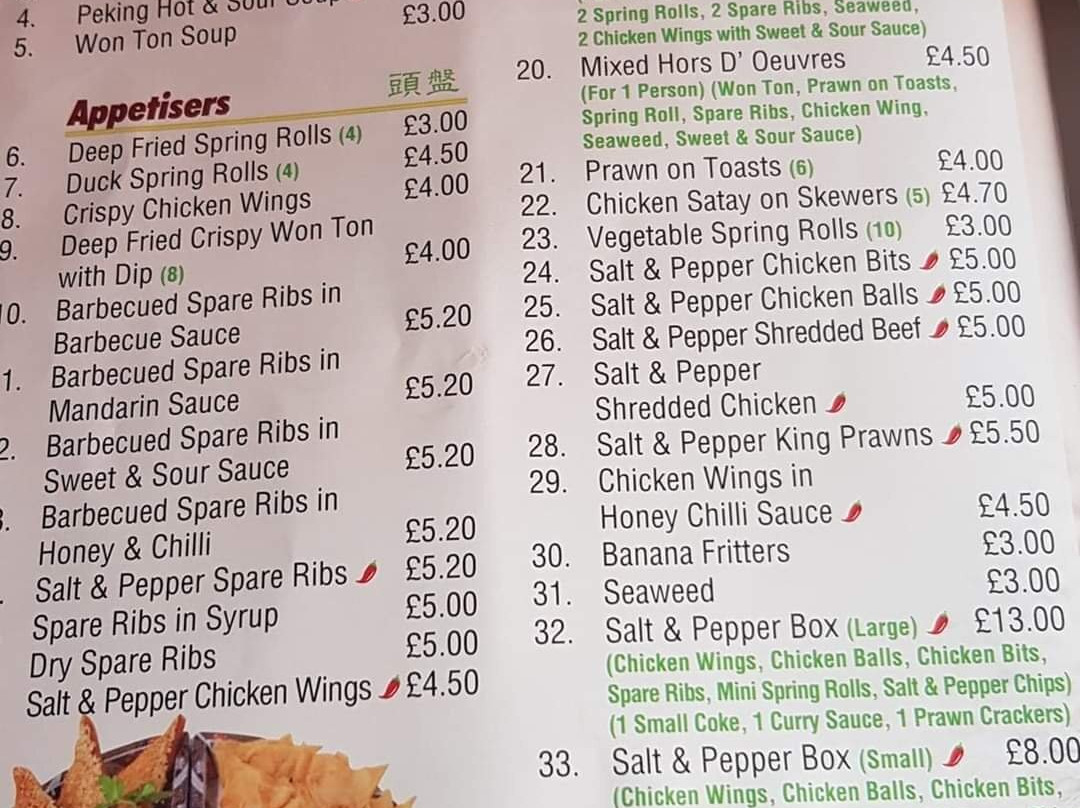 4. Peking Hot & Sour
5. Won Ton Soup £3.00
Appetisers 頭盤
6. Deep Fried Spring Rolls (4) £3.00
7. Duck Spring Rolls (4) £4.50
8. Crispy Chicken Wings £4.00
9. Deep Fried Crispy Won Ton
with Dip (8) £4.00
0. Barbecued Spare Ribs in
Barbecue Sauce £5.20
1. Barbecued Spare Ribs in
Mandarin Sauce £5.20
2. Barbecued Spare Ribs in
Sweet & Sour Sauce £5.20
3. Barbecued Spare Ribs in
Honey & Chilli £5.20
Salt & Pepper Spare Ribs £5.20
Spare Ribs in Syrup £5.00
Dry Spare Ribs £5.00
Salt & Pepper Chicken Wings £4.50
2 Spring Rolls, 2 Spare Ribs, Seaweed,
2 Chicken Wings with Sweet & Sour Sauce)
20. Mixed Hors D' Oeuvres £4.50
(For 1 Person) (Won Ton, Prawn on Toasts,
Spring Roll, Spare Ribs, Chicken Wing,
Seaweed, Sweet & Sour Sauce)
21. Prawn on Toasts (6) £4.00
22. Chicken Satay on Skewers (5) £4.70
23. Vegetable Spring Rolls (10) £3.00
24. Salt & Pepper Chicken Bits £5.00
25. Salt & Pepper Chicken Balls £5.00
26. Salt & Pepper Shredded Beef £5.00
27. Salt & Pepper
Shredded Chicken £5.00
28. Salt & Pepper King Prawns £5.50
29. Chicken Wings in
Honey Chilli Sauce £4.50
30. Banana Fritters £3.00
31. Seaweed £3.00
32. Salt & Pepper Box (Large) £13.00
(Chicken Wings, Chicken Balls, Chicken Bits,
Spare Ribs, Mini Spring Rolls, Salt & Pepper Chips)
(1 Small Coke, 1 Curry Sauce, 1 Prawn Crackers)
33. Salt & Pepper Box (Small) £8.00
(Chicken Wings, Chicken Balls, Chicken Bits,